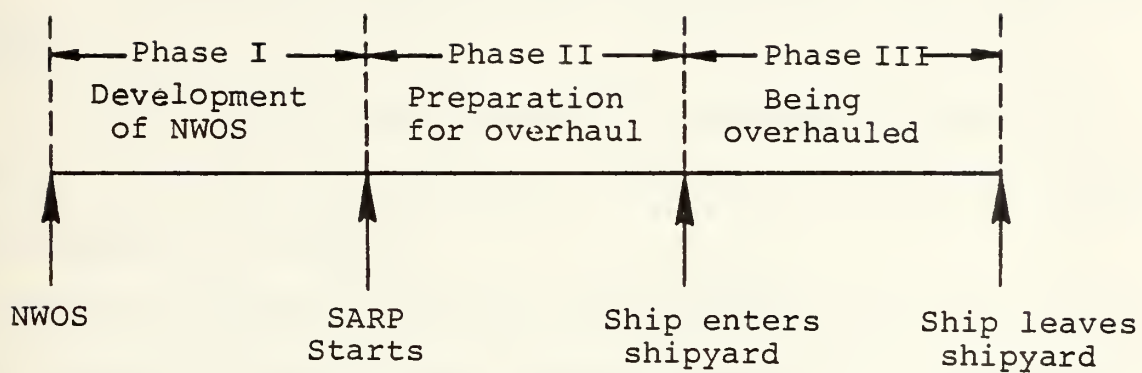 Phase I
Phase II
Phase III
Development
of NWOS
Preparation
for overhaul
Being
overhauled
NWOS
SARP
Starts
Ship enters
shipyard
Ship leaves
shipyard